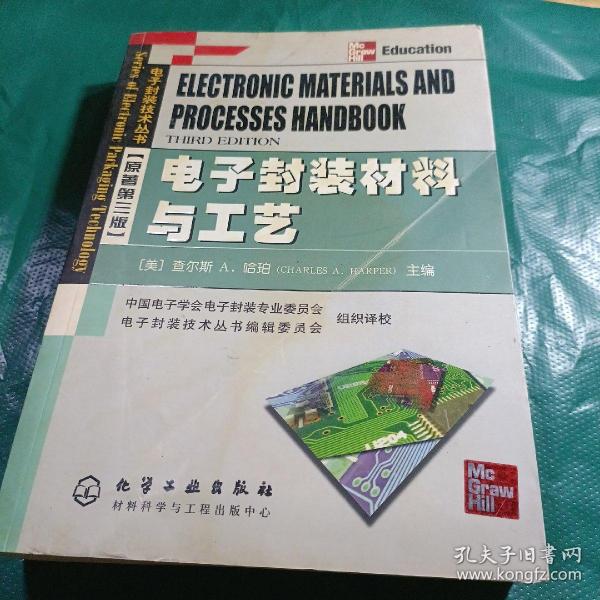 Mc
Graw
Hill
Education
ELECTRONIC MATERIALS AND
PROCESSES HANDBOOK
THIRD EDITION
电子封装技术丛书
Series of Electronic Packaging Technology
【原著第三版】
电子封装材料
与工艺
［美］查尔斯 A．哈珀（CHARLES A. HARPER）主编
中国电子学会电子封装专业委员会
电子封装技术丛书编辑委员会
组织译校
U204
化学工业出版社
材料科学与工程出版中心
Mc
Graw
Hill
孔夫子旧书网
www.kongfz.com